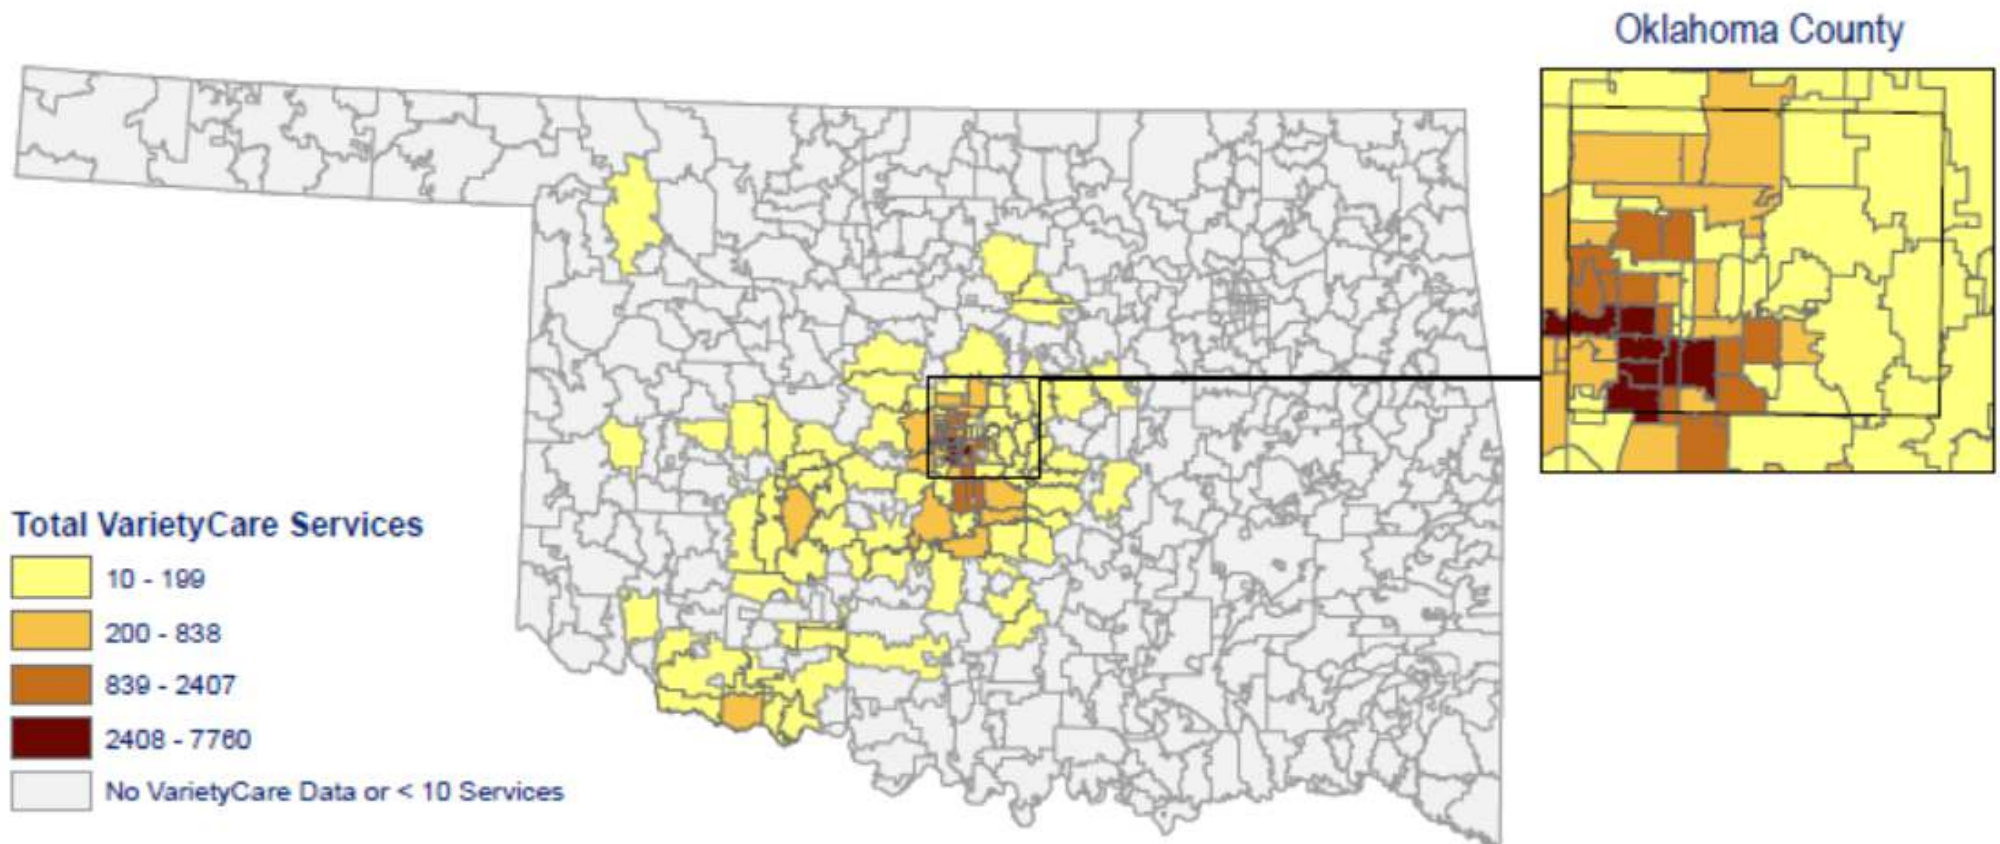 Oklahoma County
Total VarietyCare Services
10 - 199
200 - 838
839 - 2407
2408 - 7760
No VarietyCare Data or < 10 Services